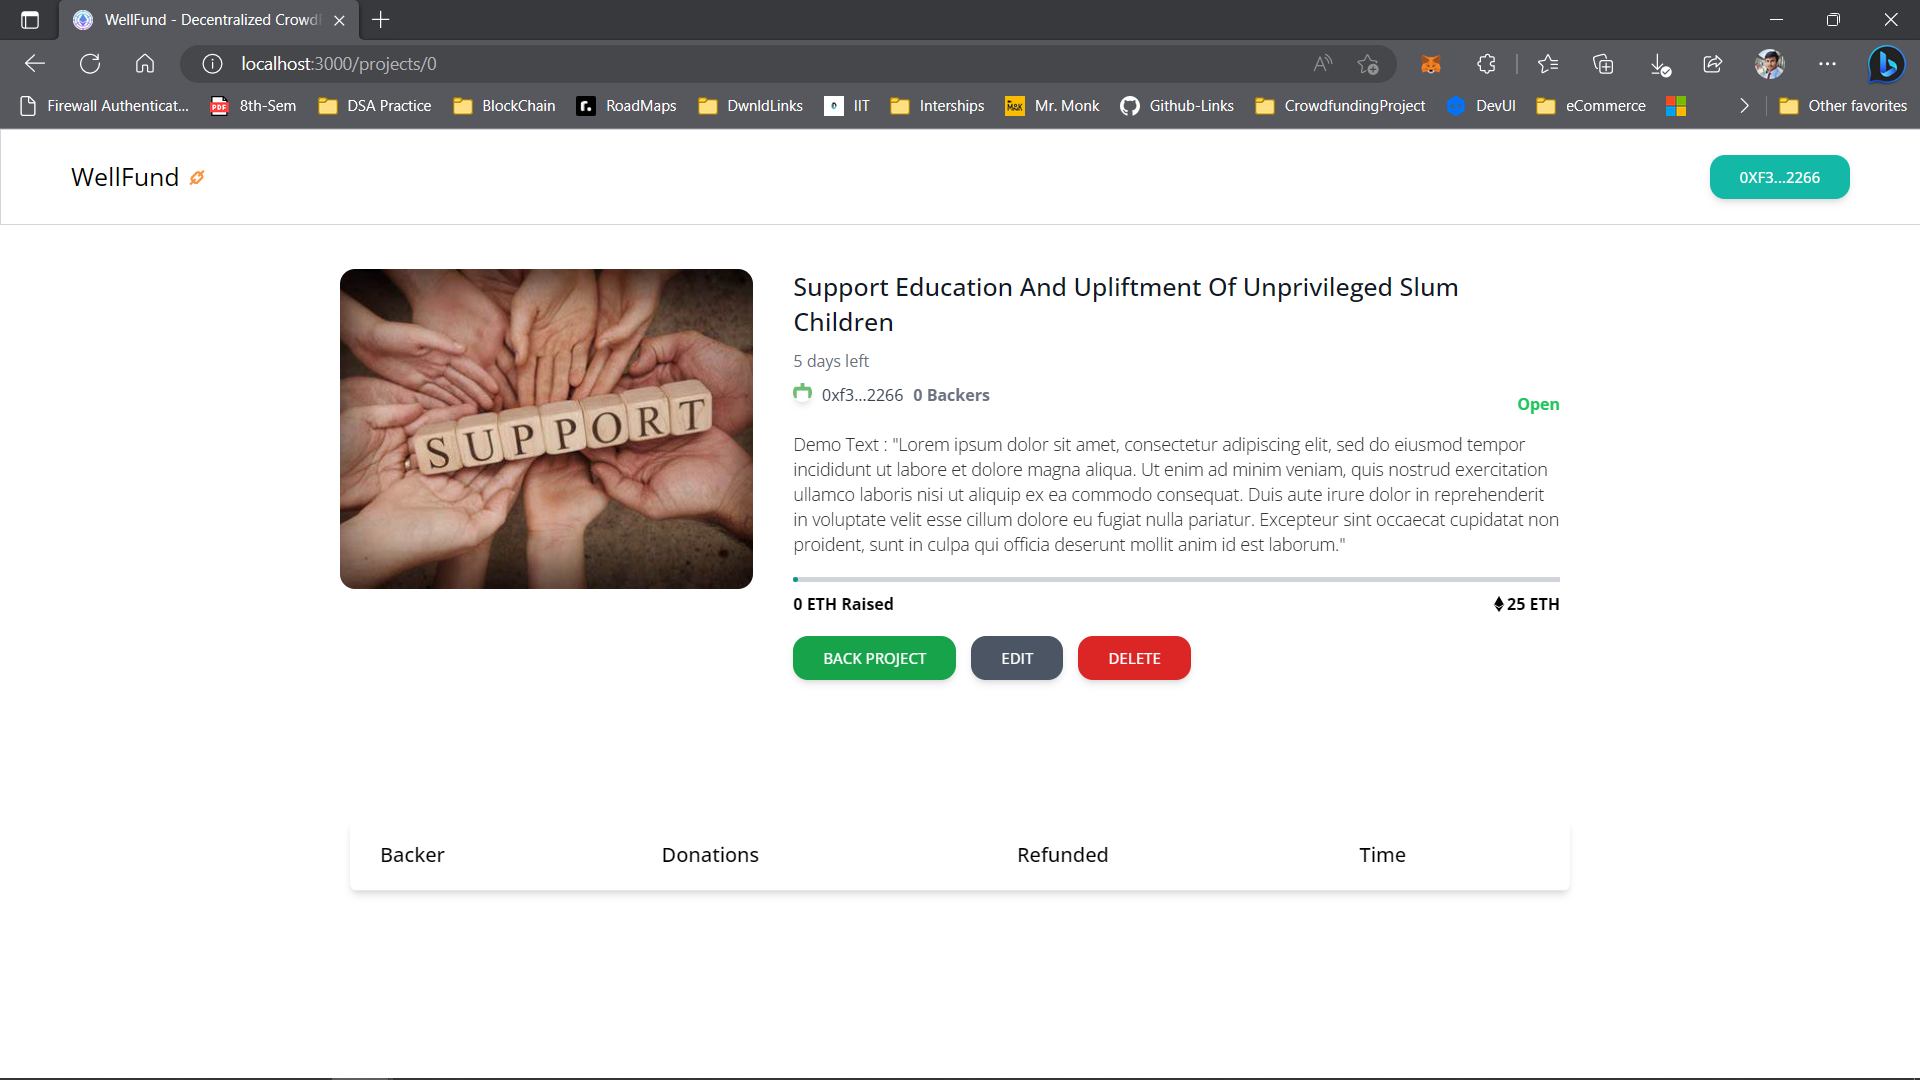 WellFund - Decentralized Crowdf
localhost:3000/projects/0
Firewall Authenticat... 8th-Sem DSA Practice BlockChain RoadMaps DwnldLinks IIT Interships Mr. Monk Github-Links CrowdfundingProject DevUI eCommerce Other favorites
WellFund
0XF3...2266
SUPPORT
Support Education And Upliftment Of Unprivileged Slum
Children
5 days left
0xf3...2266 0 Backers
Open
Demo Text : "Lorem ipsum dolor sit amet, consectetur adipiscing elit, sed do eiusmod tempor
incididunt ut labore et dolore magna aliqua. Ut enim ad minim veniam, quis nostrud exercitation
ullamco laboris nisi ut aliquip ex ea commodo consequat. Duis aute irure dolor in reprehenderit
in voluptate velit esse cillum dolore eu fugiat nulla pariatur. Excepteur sint occaecat cupidatat non
proident, sunt in culpa qui officia deserunt mollit anim id est laborum."
0 ETH Raised 25 ETH
BACK PROJECT EDIT DELETE
Backer Donations Refunded Time